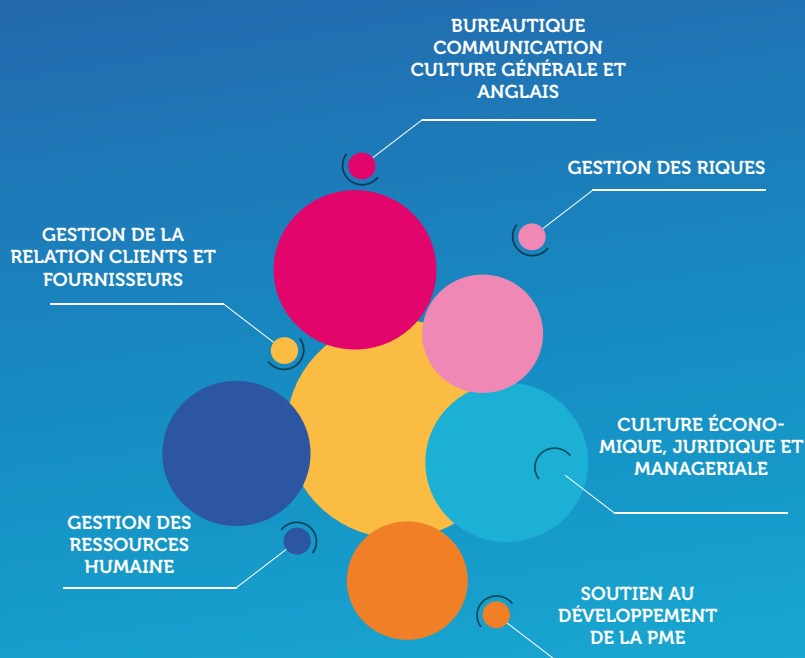 BUREAUTIQUE
COMMUNICATION
CULTURE GÉNÉRALE ET
ANGLAIS
GESTION DES RIQUES
GESTION DE LA
RELATION CLIENTS ET
FOURNISSEURS
CULTURE ÉCONO-
MIQUE, JURIDIQUE ET
MANAGERIALE
GESTION DES
RESSOURCES
HUMAINE
SOUTIEN AU
DÉVELOPPEMENT
DE LA PME